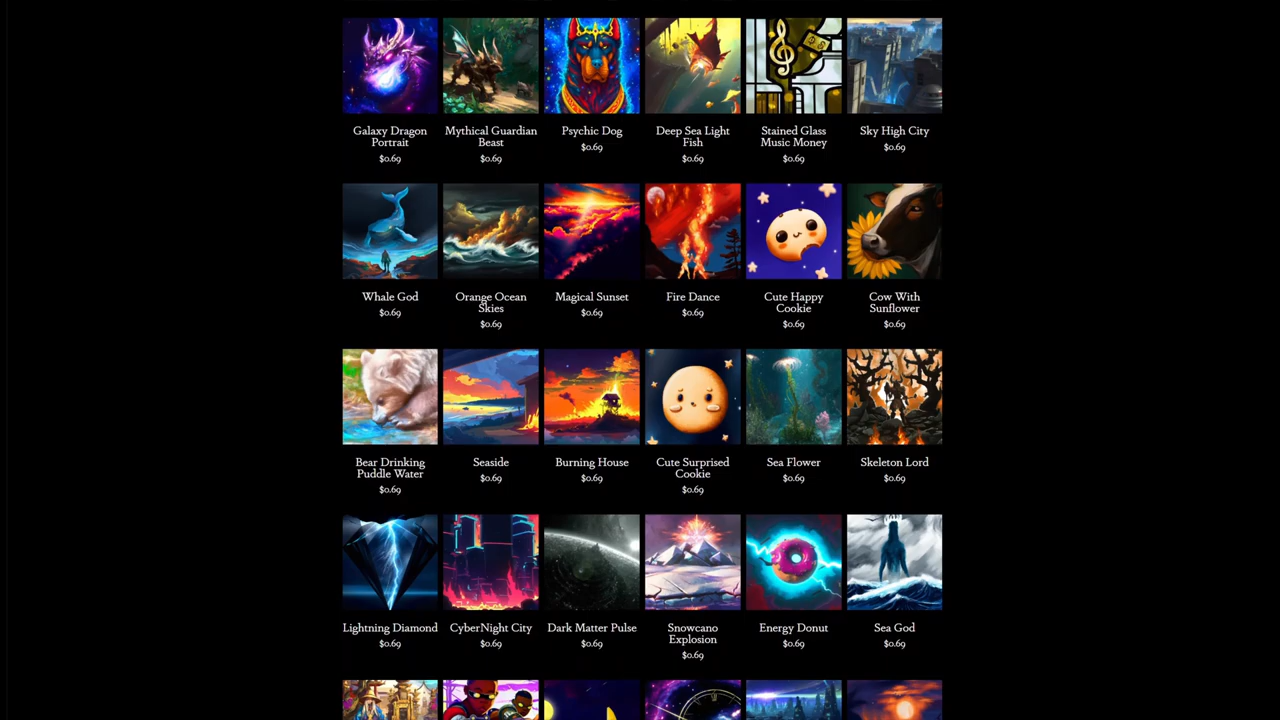 Galaxy Dragon
Portrait
$0.69
Mythical Guardian
Beast
$0.69
Psychic Dog
$0.69
Deep Sea Light
Fish
$0.69
Stained Glass
Music Money
$0.69
Sky High City
$0.69
Whale God
$0.69
Orange Ocean
Skies
$0.69
Magical Sunset
$0.69
Fire Dance
$0.69
Cute Happy
Cookie
$0.69
Cow With
Sunflower
$0.69
Bear Drinking
Puddle Water
$0.69
Seaside
$0.69
Burning House
$0.69
Cute Surprised
Cookie
$0.69
Sea Flower
$0.69
Skeleton Lord
$0.69
Lightning Diamond
$0.69
CyberNight City
$0.69
Dark Matter Pulse
$0.69
Snowcano
Explosion
$0.69
Energy Donut
$0.69
Sea God
$0.69